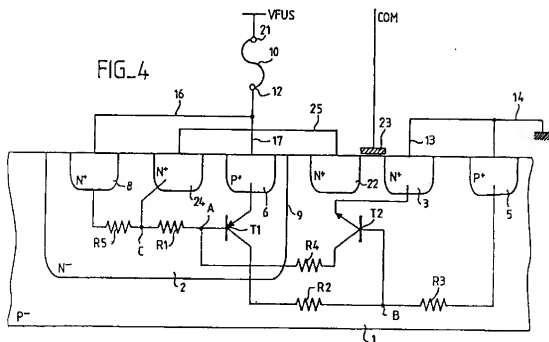 VFUS
COM
21
10
FIG_4
12
16
25
23
14
17
13
N+
8
N+
24
P+
6
9
N+
22
N+
3
P+
5
R5
C
R1
A
T1
T2
R4
N-
2
R2
B
R3
P-
1